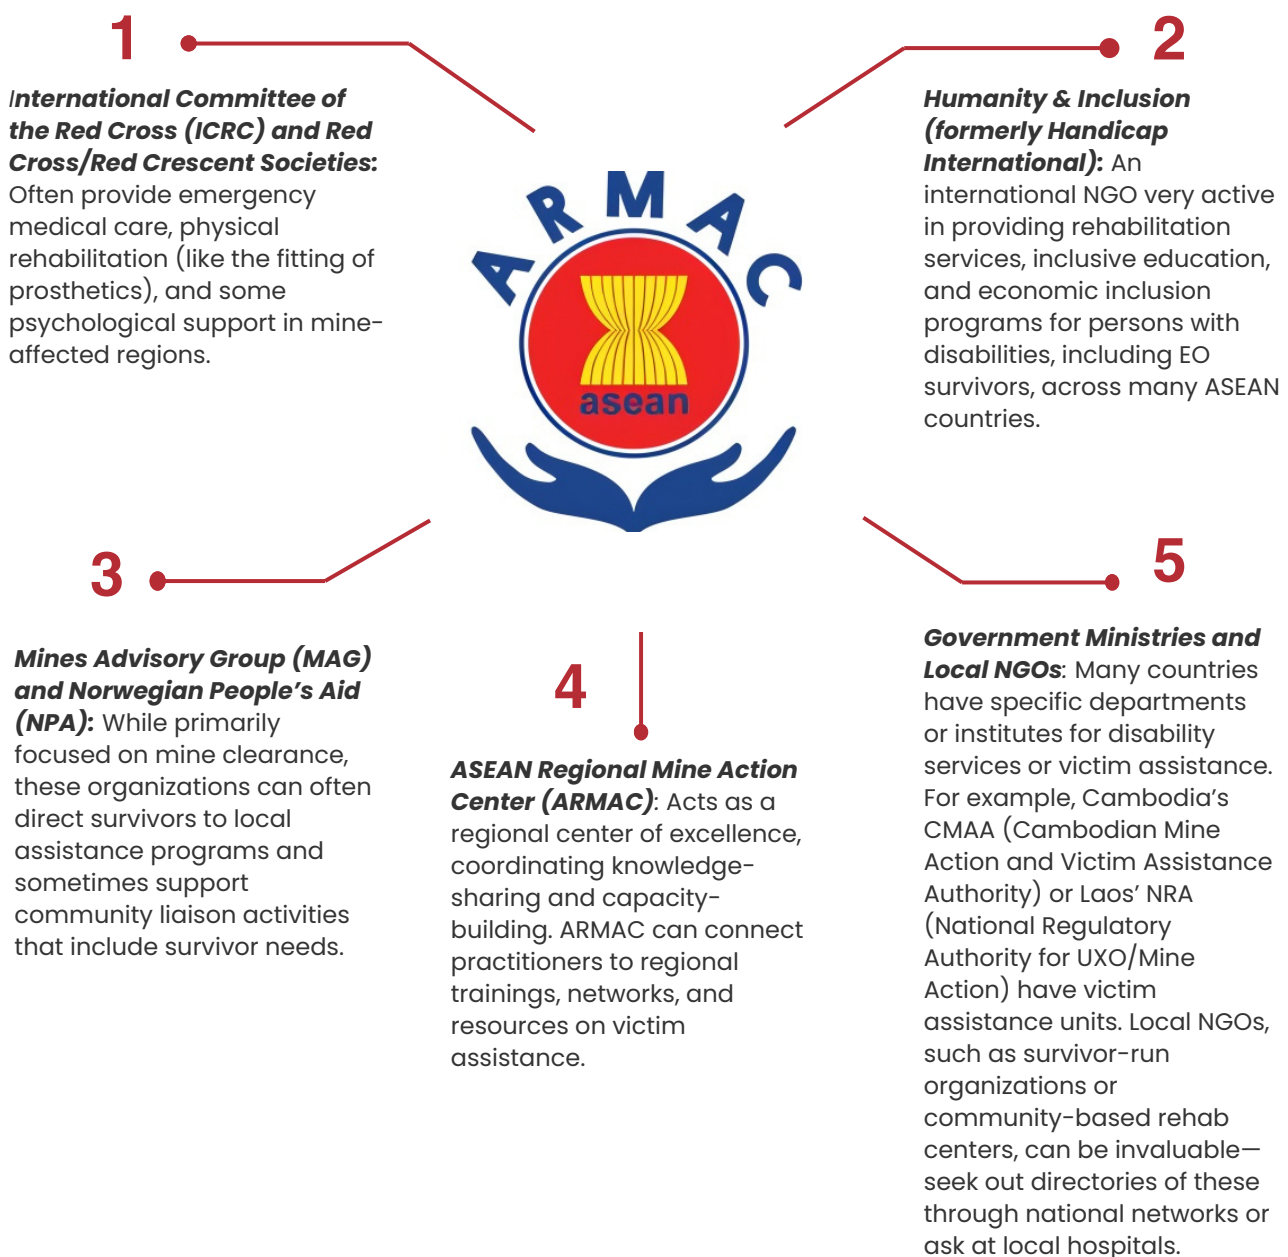 1
International Committee of
the Red Cross (ICRC) and Red
Cross/Red Crescent Societies:
Often provide emergency
medical care, physical
rehabilitation (like the fitting of
prosthetics), and some
psychological support in mine-
affected regions.
2
Humanity & Inclusion
(formerly Handicap
International): An
international NGO very active
in providing rehabilitation
services, inclusive education,
and economic inclusion
programs for persons with
disabilities, including EO
survivors, across many ASEAN
countries.
ARMAC
asean
3
Mines Advisory Group (MAG)
and Norwegian People’s Aid
(NPA): While primarily
focused on mine clearance,
these organizations can often
direct survivors to local
assistance programs and
sometimes support
community liaison activities
that include survivor needs.
4
ASEAN Regional Mine Action
Center (ARMAC): Acts as a
regional center of excellence,
coordinating knowledge-
sharing and capacity-
building. ARMAC can connect
practitioners to regional
trainings, networks, and
resources on victim
assistance.
5
Government Ministries and
Local NGOs: Many countries
have specific departments
or institutes for disability
services or victim assistance.
For example, Cambodia’s
CMAA (Cambodian Mine
Action and Victim Assistance
Authority) or Laos’ NRA
(National Regulatory
Authority for UXO/Mine
Action) have victim
assistance units. Local NGOs,
such as survivor-run
organizations or
community-based rehab
centers, can be invaluable—
seek out directories of these
through national networks or
ask at local hospitals.